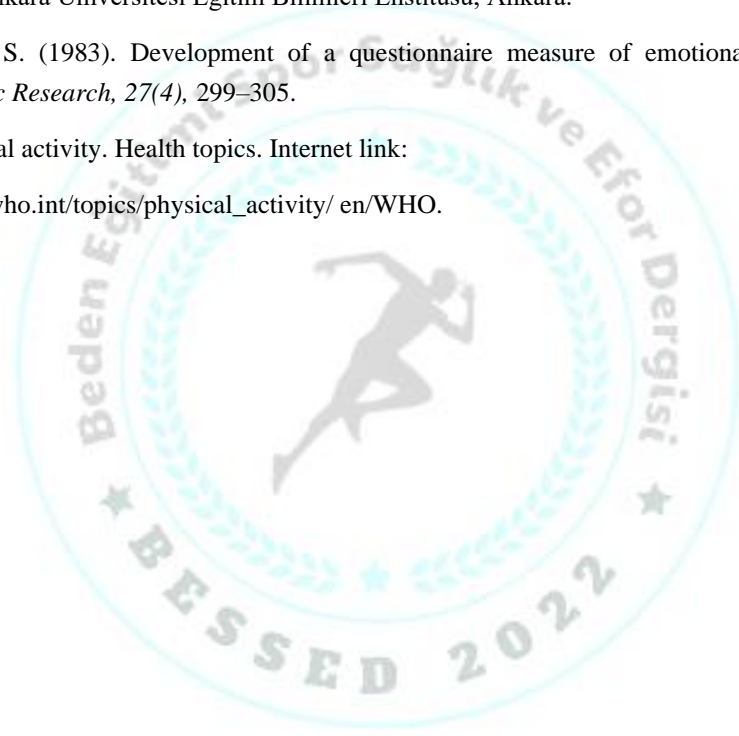 kara Üniversitesi Eğitim Bilimleri Enstitüsü, Ankara.
S. (1983). Development of a questionnaire measure of emotiona
c Research, 27(4), 299–305.
al activity. Health topics. Internet link:
vho.int/topics/physical_activity/ en/WHO.
Beden Eğitimi Spor Sağlık ve Efor Dergisi
BESSED 2022